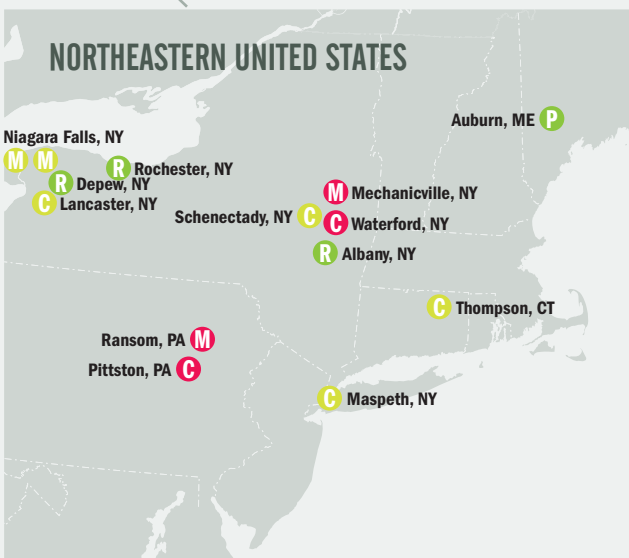 NORTHEASTERN UNITED STATES
Auburn, ME P
Niagara Falls, NY
M M
R Rochester, NY
R Depew, NY
C Lancaster, NY
M Mechanicville, NY
Schenectady, NY C
C Waterford, NY
R Albany, NY
C Thompson, CT
Ransom, PA M
Pittston, PA C
C Maspeth, NY